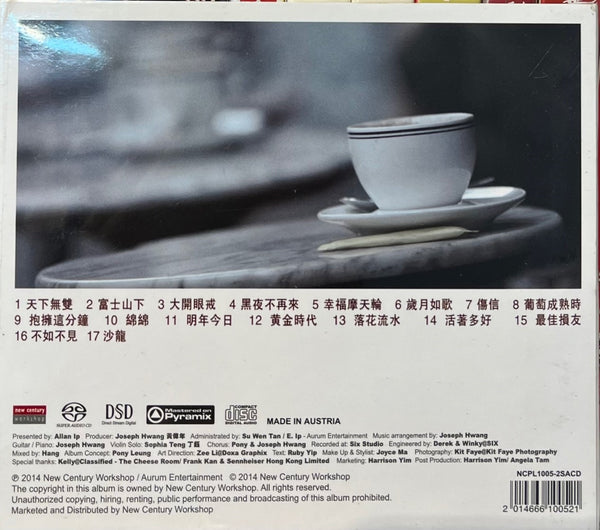 1 天下無雙 2 富士山下 3 大開眼戒 4 黑夜不再來 5 幸福摩天輪 6 歲月如歌 7 傷信 8 葡萄成熟時
9 抱擁這分鐘 10 綿綿 11 明年今日 12 黃金時代 13 落花流水 14 活著多好 15 最佳損友
16 不如不見 17 沙龍
new century workshop SUPER AUDIO CD DSD Direct Stream Digital Mastered on Pyramix COMPACT disc DIGITAL AUDIO MADE IN AUSTRIA
Presented by: Allan Ip Producer: Joseph Hwang 黃偉年 Administrated by: Su Wen Tan / E. Ip - Aurum Entertainment Music arrangement by: Joseph Hwang
Guitar / Piano: Joseph Hwang Violin Solo: Sophia Teng 丁鈺 Chorus: Pony & Joseph Hwang Recorded at: Six Studio Engineered by: Derek & Winky@SIX
Mixed by: Hang Album Concept: Pony Leung Art Direction: Zee Li@Doxa Graphix Text: Ruby Yip Make Up & Stylist: Joyce Ma Photography: Kit Faye@Kit Faye Photography
Special thanks: Kelly@Classified - The Cheese Room/ Frank Kan & Sennheiser Hong Kong Limited Marketing: Harrison Yim Post Production: Harrison Yim/ Angela Tam
℗ 2014 New Century Workshop / Aurum Entertainment © 2014 New Century Workshop
The copyright in this album is owned by New Century Workshop.
Unauthorized copying, hiring, renting, public performance and broadcasting of this album prohibited.
Marketed and Distributed by New Century Workshop
NCPL1005-2SACD
2 014666 100521